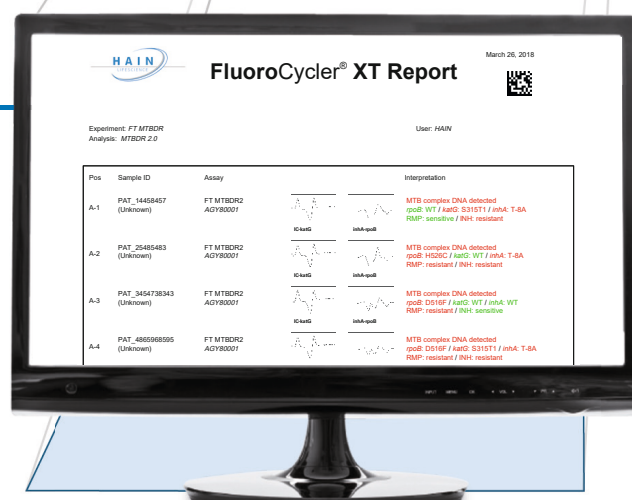 HAIN
LIFESCIENCE
FluoroCycler® XT Report
March 26, 2018
Experiment: FT MTBDR
Analysis: MTBDR 2.0
User: HAIN
Pos Sample ID Assay Interpretation
A-1 PAT_14458457 (Unknown) FT MTBDR2 AGY80001 IC-katG inhA-rpoB
MTB complex DNA detected
rpoB: WT / katG: S315T1 / inhA: T-8A
RMP: sensitive / INH: resistant
A-2 PAT_25485483 (Unknown) FT MTBDR2 AGY80001 IC-katG inhA-rpoB
MTB complex DNA detected
rpoB: H526C / katG: WT / inhA: T-8A
RMP: resistant / INH: resistant
A-3 PAT_3454738343 (Unknown) FT MTBDR2 AGY80001 IC-katG inhA-rpoB
MTB complex DNA detected
rpoB: D516F / katG: WT / inhA: WT
RMP: resistant / INH: sensitive
A-4 PAT_4865968595 (Unknown) FT MTBDR2 AGY80001
MTB complex DNA detected
rpoB: D516F / katG: S315T1 / inhA: T-8A
RMP: resistant / INH: resistant
INPUT MENU OK VOL